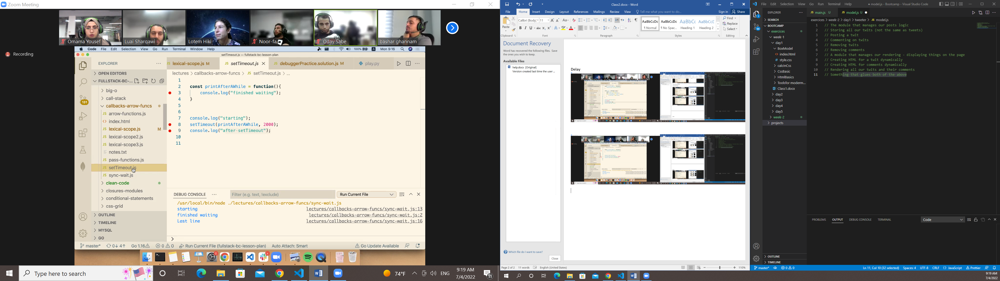 Zoom Meeting
Omama Yousef
Luai Sharqawi
Lotem Hiki
Noor-fa
Oday Sabe
bashar ghannam
Recording
Code File Edit Selection View Go Run Terminal Window Help
100% Mon 9:16
setTimeout.js — fullstack-bc-lesson-plan
EXPLORER
lexical-scope.js M
setTimeout.js
debuggerPractice.solution.js M
play.py
OPEN EDITORS
FULLSTACK-BC-...
lectures > callbacks-arrow-funcs > JS setTimeout.js > ...
big-o
call-stack
callbacks-arrow-funcs
JS arrow-functions.js
<> index.html
JS lexical-scope.js M
JS lexical-scope2.js
JS lexical-scope3.js
notes.txt
JS pass-functions.js
JS setTimeout.js
JS sync-wait.js
clean-code
closures-modules
conditional-statements
css-grid
OUTLINE
TIMELINE
MYSQL
GO
131
1
2 const printAfterAWhile = function(){
3 console.log("finished waiting");
4 }
5
6
7 console.log("starting");
8 setTimeout(printAfterAWhile, 2000);
9 console.log("after setTimeout");
10
11
DEBUG CONSOLE
Filter (e.g. text, !exclude)
Run Current File
/usr/local/bin/node ./lectures/callbacks-arrow-funcs/sync-wait.js
starting lectures/callbacks-arrow-funcs/sync-wait.js:13
finished waiting lectures/callbacks-arrow-funcs/sync-wait.js:2
Last line lectures/callbacks-arrow-funcs/sync-wait.js:16
master* 0↓ 4↑ Go 1.16 0 0 Run Current File (fullstack-bc-lesson-plan) Auto Attach: Smart Go Update Available
Type here to search
74°F ENG 9:19 AM
7/4/2022
11
Class2.docx - Word
File Home Insert Design Layout References Mailings Review View Tell me what you want to do... Sign in Share
Paste
Calibri (Body) 11
AaBbCcDc AaBbCcDc AaBbCc AaBbCcE
¶ Normal ¶ No Spac... Heading 1 Heading 2
Find
Replace
Select
Clipboard Font Paragraph Styles Editing
Document Recovery
Word has recovered the following files. Save
the ones you wish to keep.
Available Files
help.docx [Original]
Version created last time the user ...
Which file do I want to save?
Close
Delay
Page 2 of 2 11 words English (United States) 110%
File Edit Selection View Go Run Terminal Help
● model.js - Bootcamp - Visual Studio Code
EXPLORER
SEARCH
BOOTCAMP
exercices
week-1
day1
BoxModel
<> index.html
# style.css
calcInCss
CssBasic
HtmlBasics
Toolsfor moderm...
Class1.docx
day2
day3
day4
day5
week-2
projects
OUTLINE
TIMELINE
JS main.js U
JS model.js U
exercices > week-2 > day1 > tweeter > JS model.js
1 // The module that manages our posts logic
2 // Storing all our twits (not the same as tweets)
3 // Posting a twit
4 // Commenting on twits
5 // Removing twits
6 // Removing comments
7 // A module that manages our rendering - displaying things on the page
8 // Creating HTML for a twit dynamically
9 // Creating HTML for comments dynamically
10 // Rendering all our twits and their comments
11 // Something that glues both of the above
PROBLEMS OUTPUT DEBUG CONSOLE TERMINAL
Code
master* 0 0 Ln 11, Col 10 (32 selected) Spaces: 4 UTF-8 CRLF {} JavaScript Prettier
9:19 AM
7/4/2022